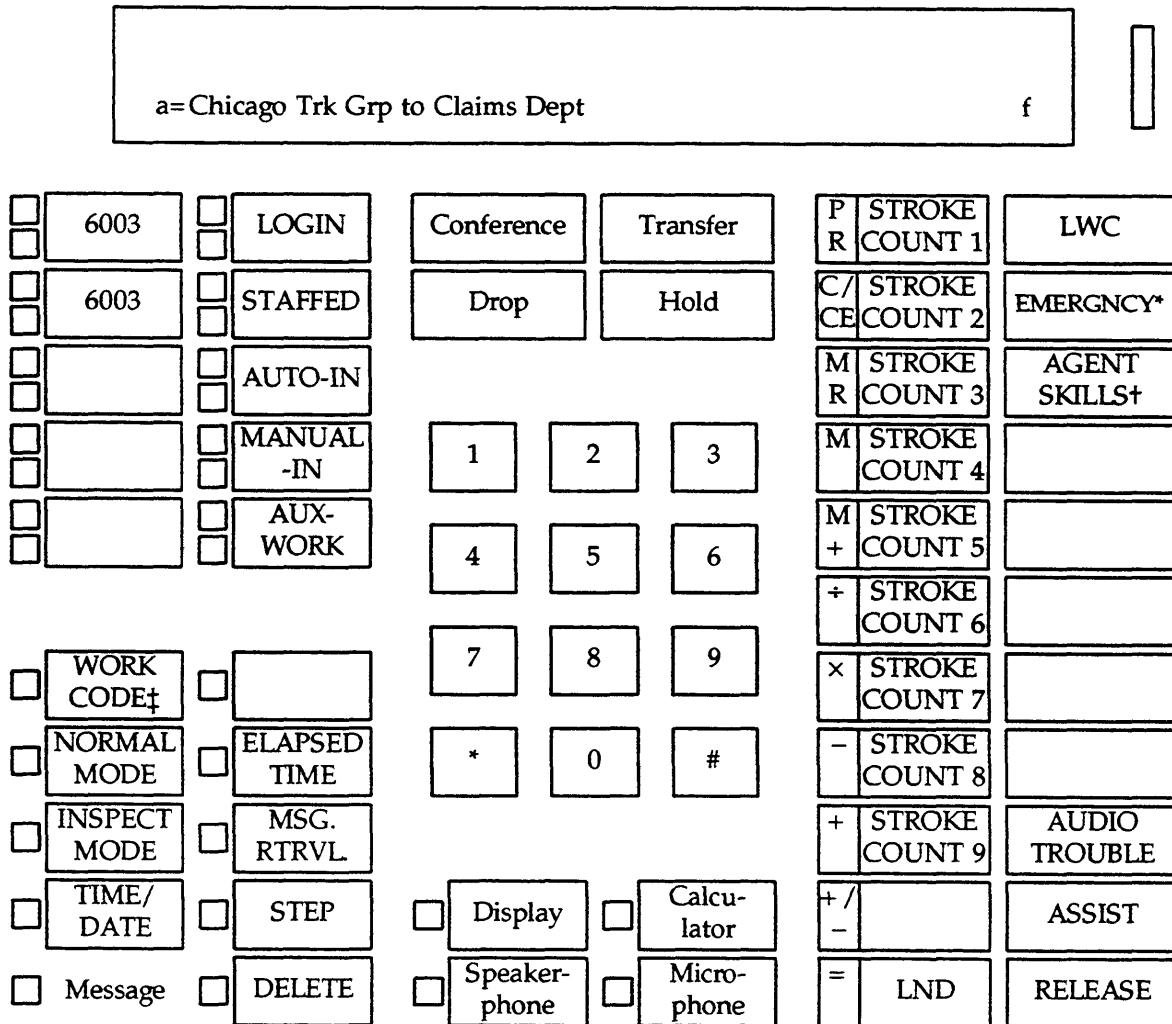 a=Chicago Trk Grp to Claims Dept f
6003
LOGIN
Conference
Transfer
P
R
STROKE
COUNT 1
LWC
6003
STAFFED
Drop
Hold
C/
CE
STROKE
COUNT 2
EMERGNCY*
AUTO-IN
M
R
STROKE
COUNT 3
AGENT
SKILLS†
MANUAL
-IN
1
2
3
M
STROKE
COUNT 4
AUX-
WORK
4
5
6
M
+
STROKE
COUNT 5
÷
STROKE
COUNT 6
WORK
CODE‡
7
8
9
×
STROKE
COUNT 7
NORMAL
MODE
ELAPSED
TIME
*
0
#
–
STROKE
COUNT 8
INSPECT
MODE
MSG.
RTRVL.
+
STROKE
COUNT 9
AUDIO
TROUBLE
TIME/
DATE
STEP
Display
Calcu-
lator
+/
–
ASSIST
Message
DELETE
Speaker-
phone
Micro-
phone
=
LND
RELEASE